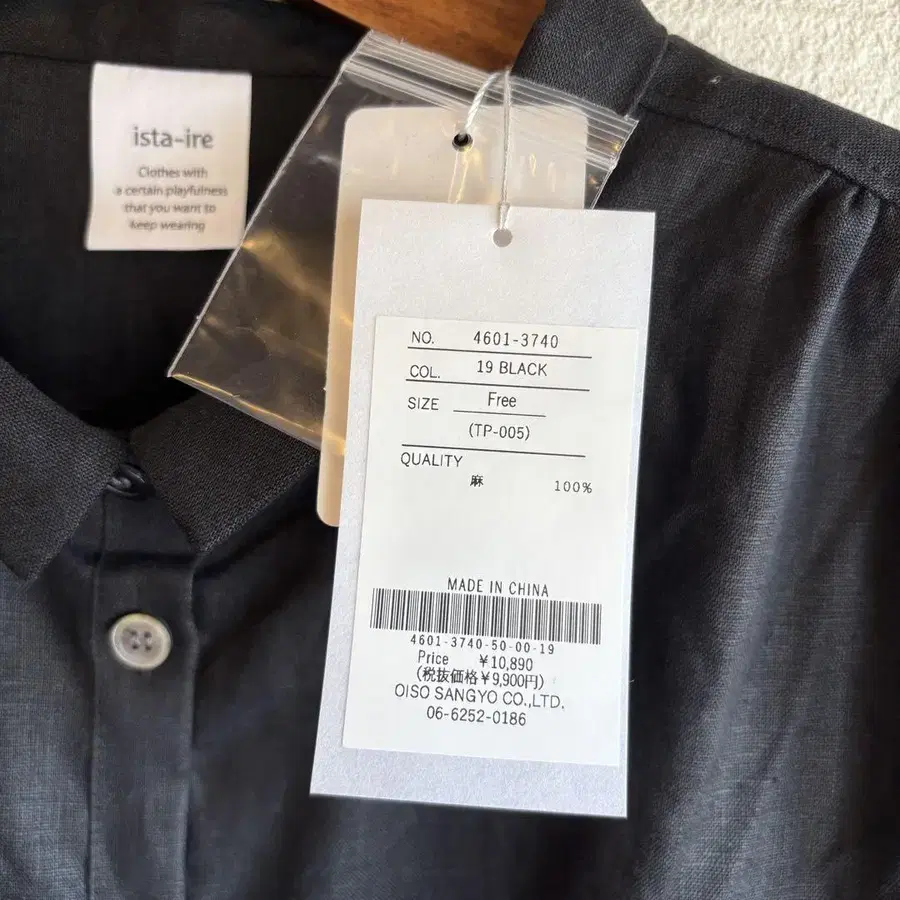 ista-ire
Clothes with
a certain playfulness
that you want to
keep wearing
NO. 4601-3740
COL. 19 BLACK
SIZE Free
(TP-005)
QUALITY
麻 100%
MADE IN CHINA
4601-3740-50-00-19
Price ￥10,890
(税抜価格￥9,900円)
OISO SANGYO CO.,LTD.
06-6252-0186